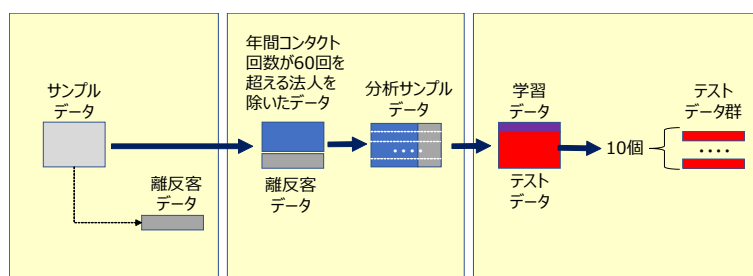 サンプル
データ
離反客
データ
年間コンタクト
回数が60回を
超える法人を
除いたデータ
離反客
データ
分析サンプル
データ
••••
学習
データ
テスト
データ
10個
テスト
データ群
••••